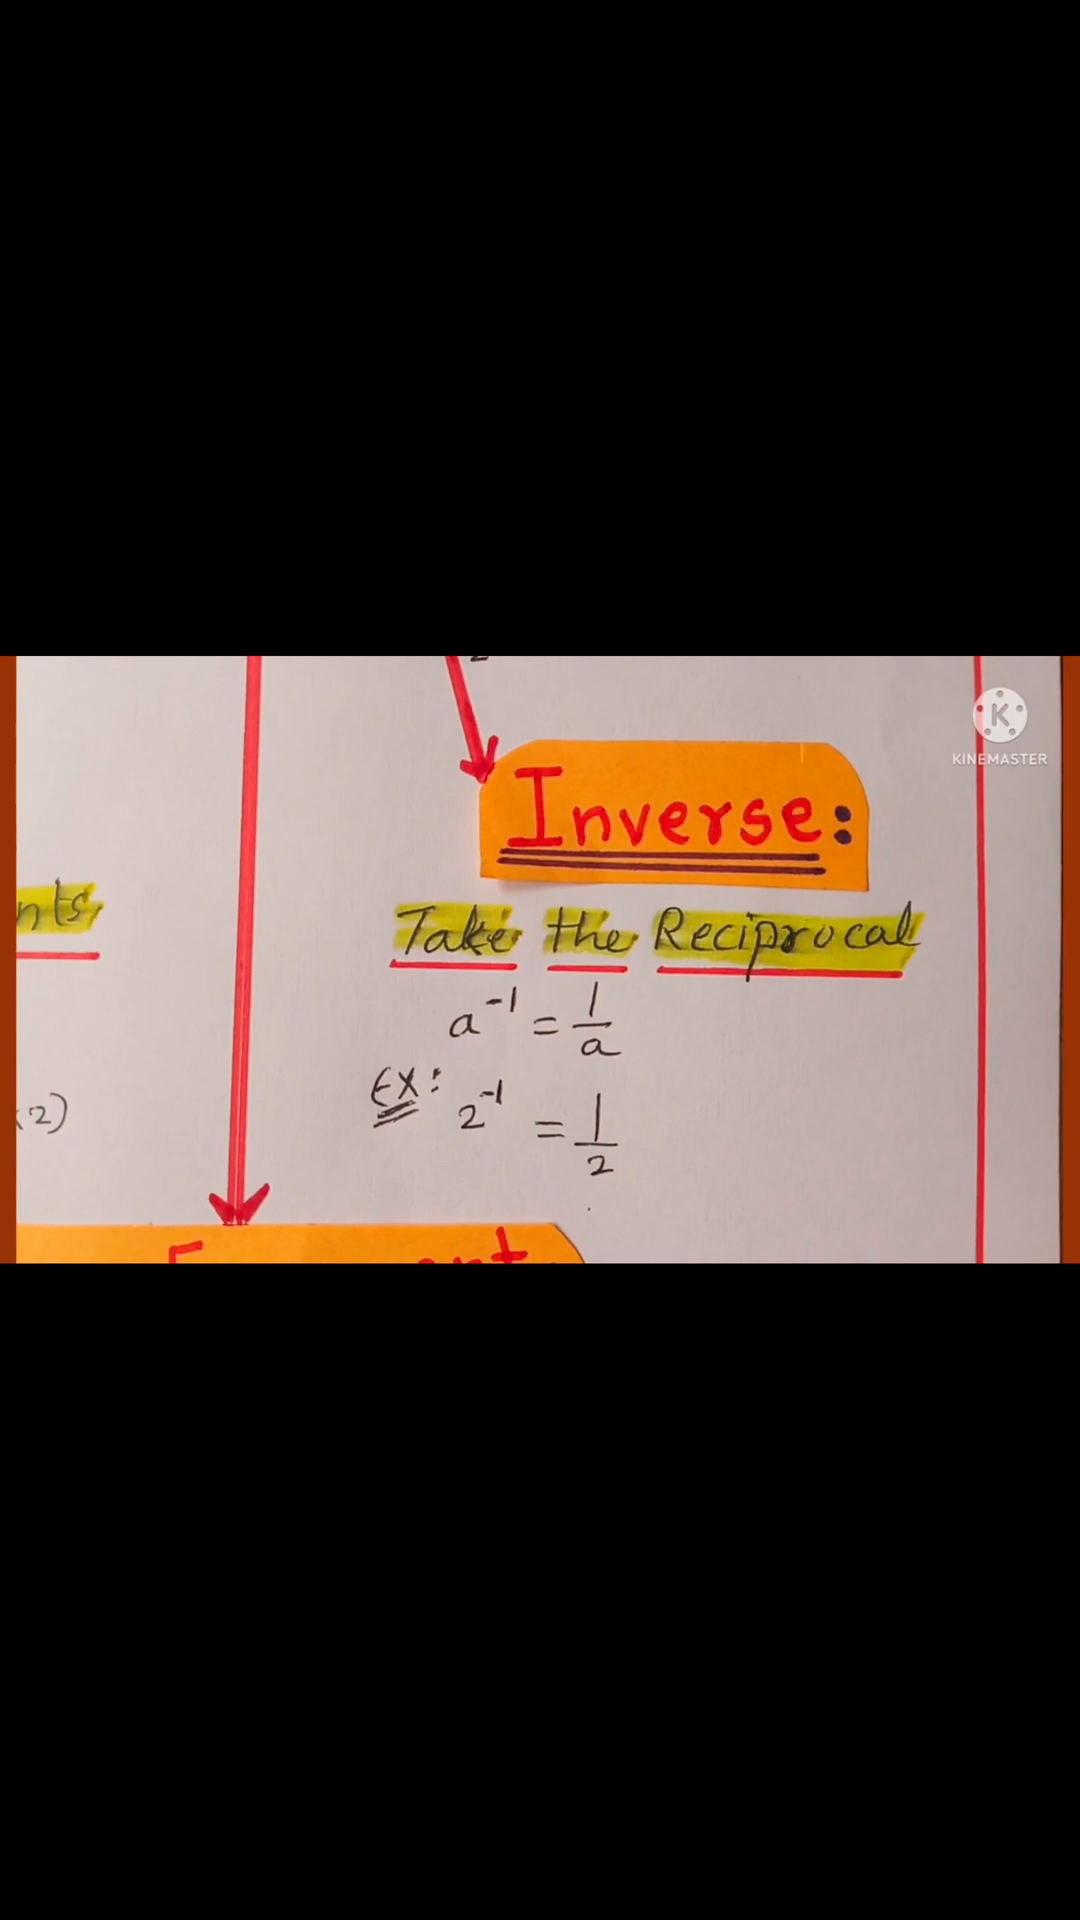 K
KINEMASTER
Inverse:
nts
Take the Reciprocal
a⁻¹ = 1/a
Ex: 2⁻¹ = 1/2
2)